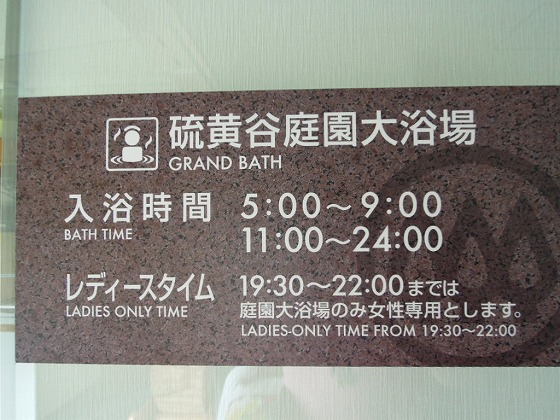 硫黄谷庭園大浴場
GRAND BATH
入浴時間 5:00〜9:00
BATH TIME
11:00〜24:00
レディースタイム 19:30〜22:00までは
LADIES ONLY TIME
庭園大浴場のみ女性専用とします。
LADIES-ONLY TIME FROM 19:30〜22:00